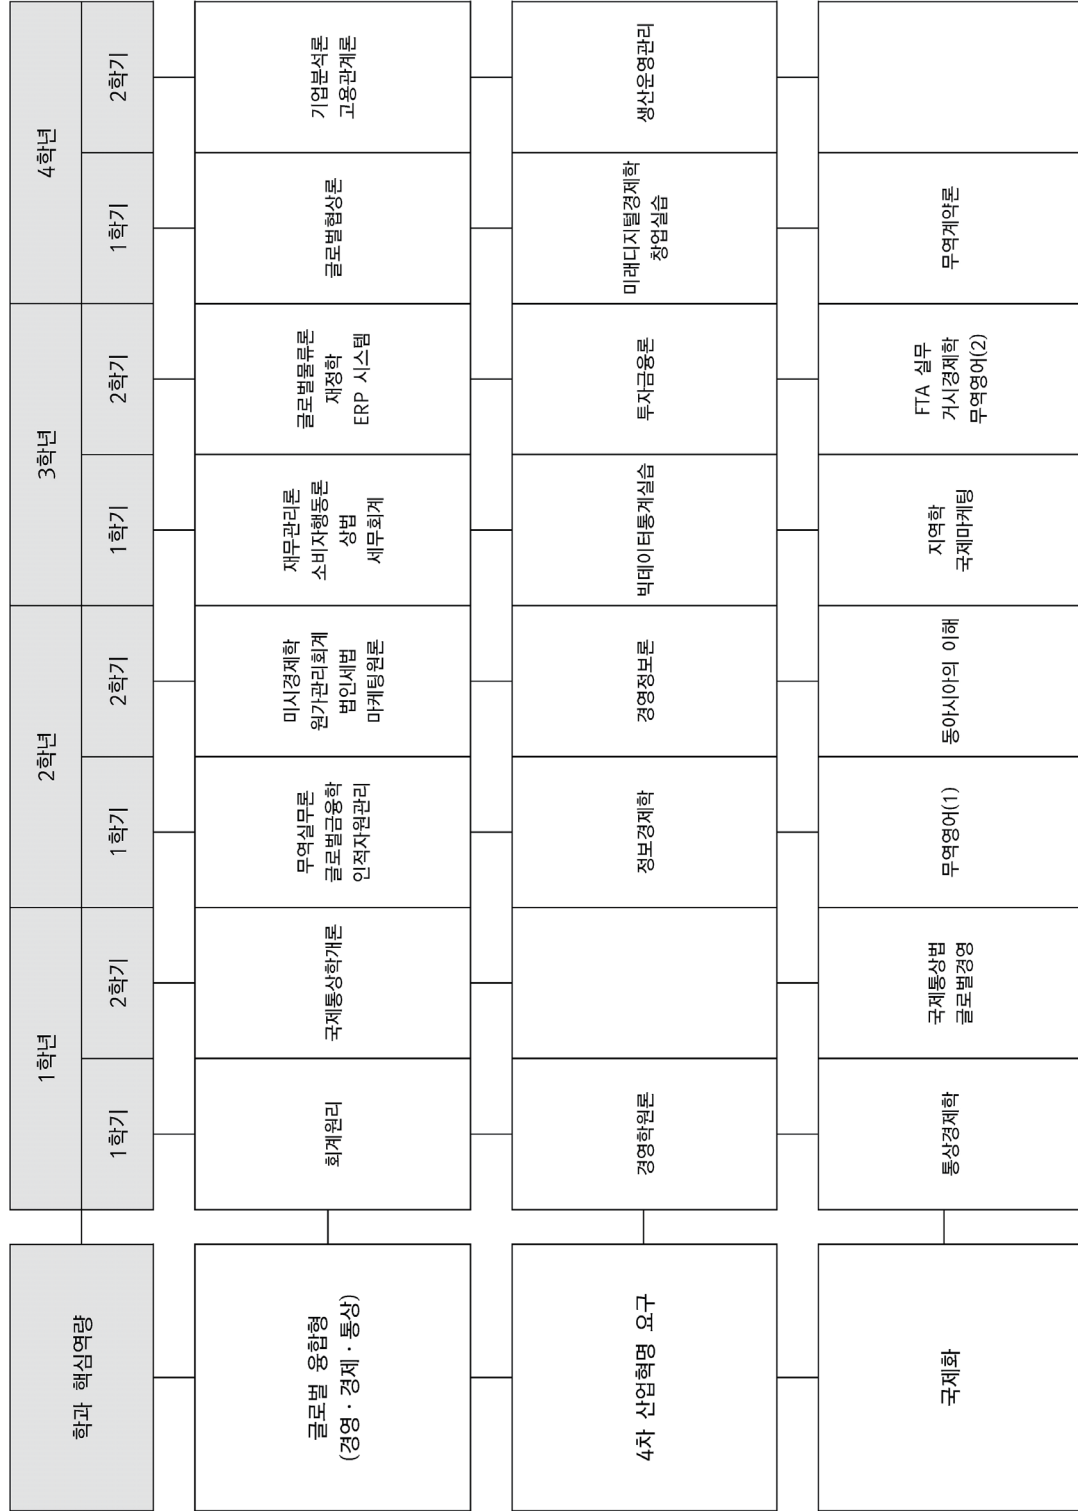 학과 핵심역량
1학년
2학년
3학년
4학년
1학기
2학기
1학기
2학기
1학기
2학기
1학기
2학기
글로벌 융합형
(경영·경제·통상)
회계원리
국제통상학개론
무역실무론
글로벌금융학
인적자원관리
미시경제학
원가관리회계
법인세법
마케팅원론
재무관리론
소비자행동론
상법
세무회계
글로벌물류론
재정학
ERP 시스템
글로벌협상론
기업분석론
고용관계론
4차 산업혁명 요구
경영학원론
정보경제학
경영정보론
빅데이터통계실습
투자금융론
미래디지털경제학
창업실습
생산운영관리
국제화
통상경제학
국제통상법
글로벌경영
무역영어(1)
동아시아의 이해
지역학
국제마케팅
FTA 실무
거시경제학
무역영어(2)
무역계약론